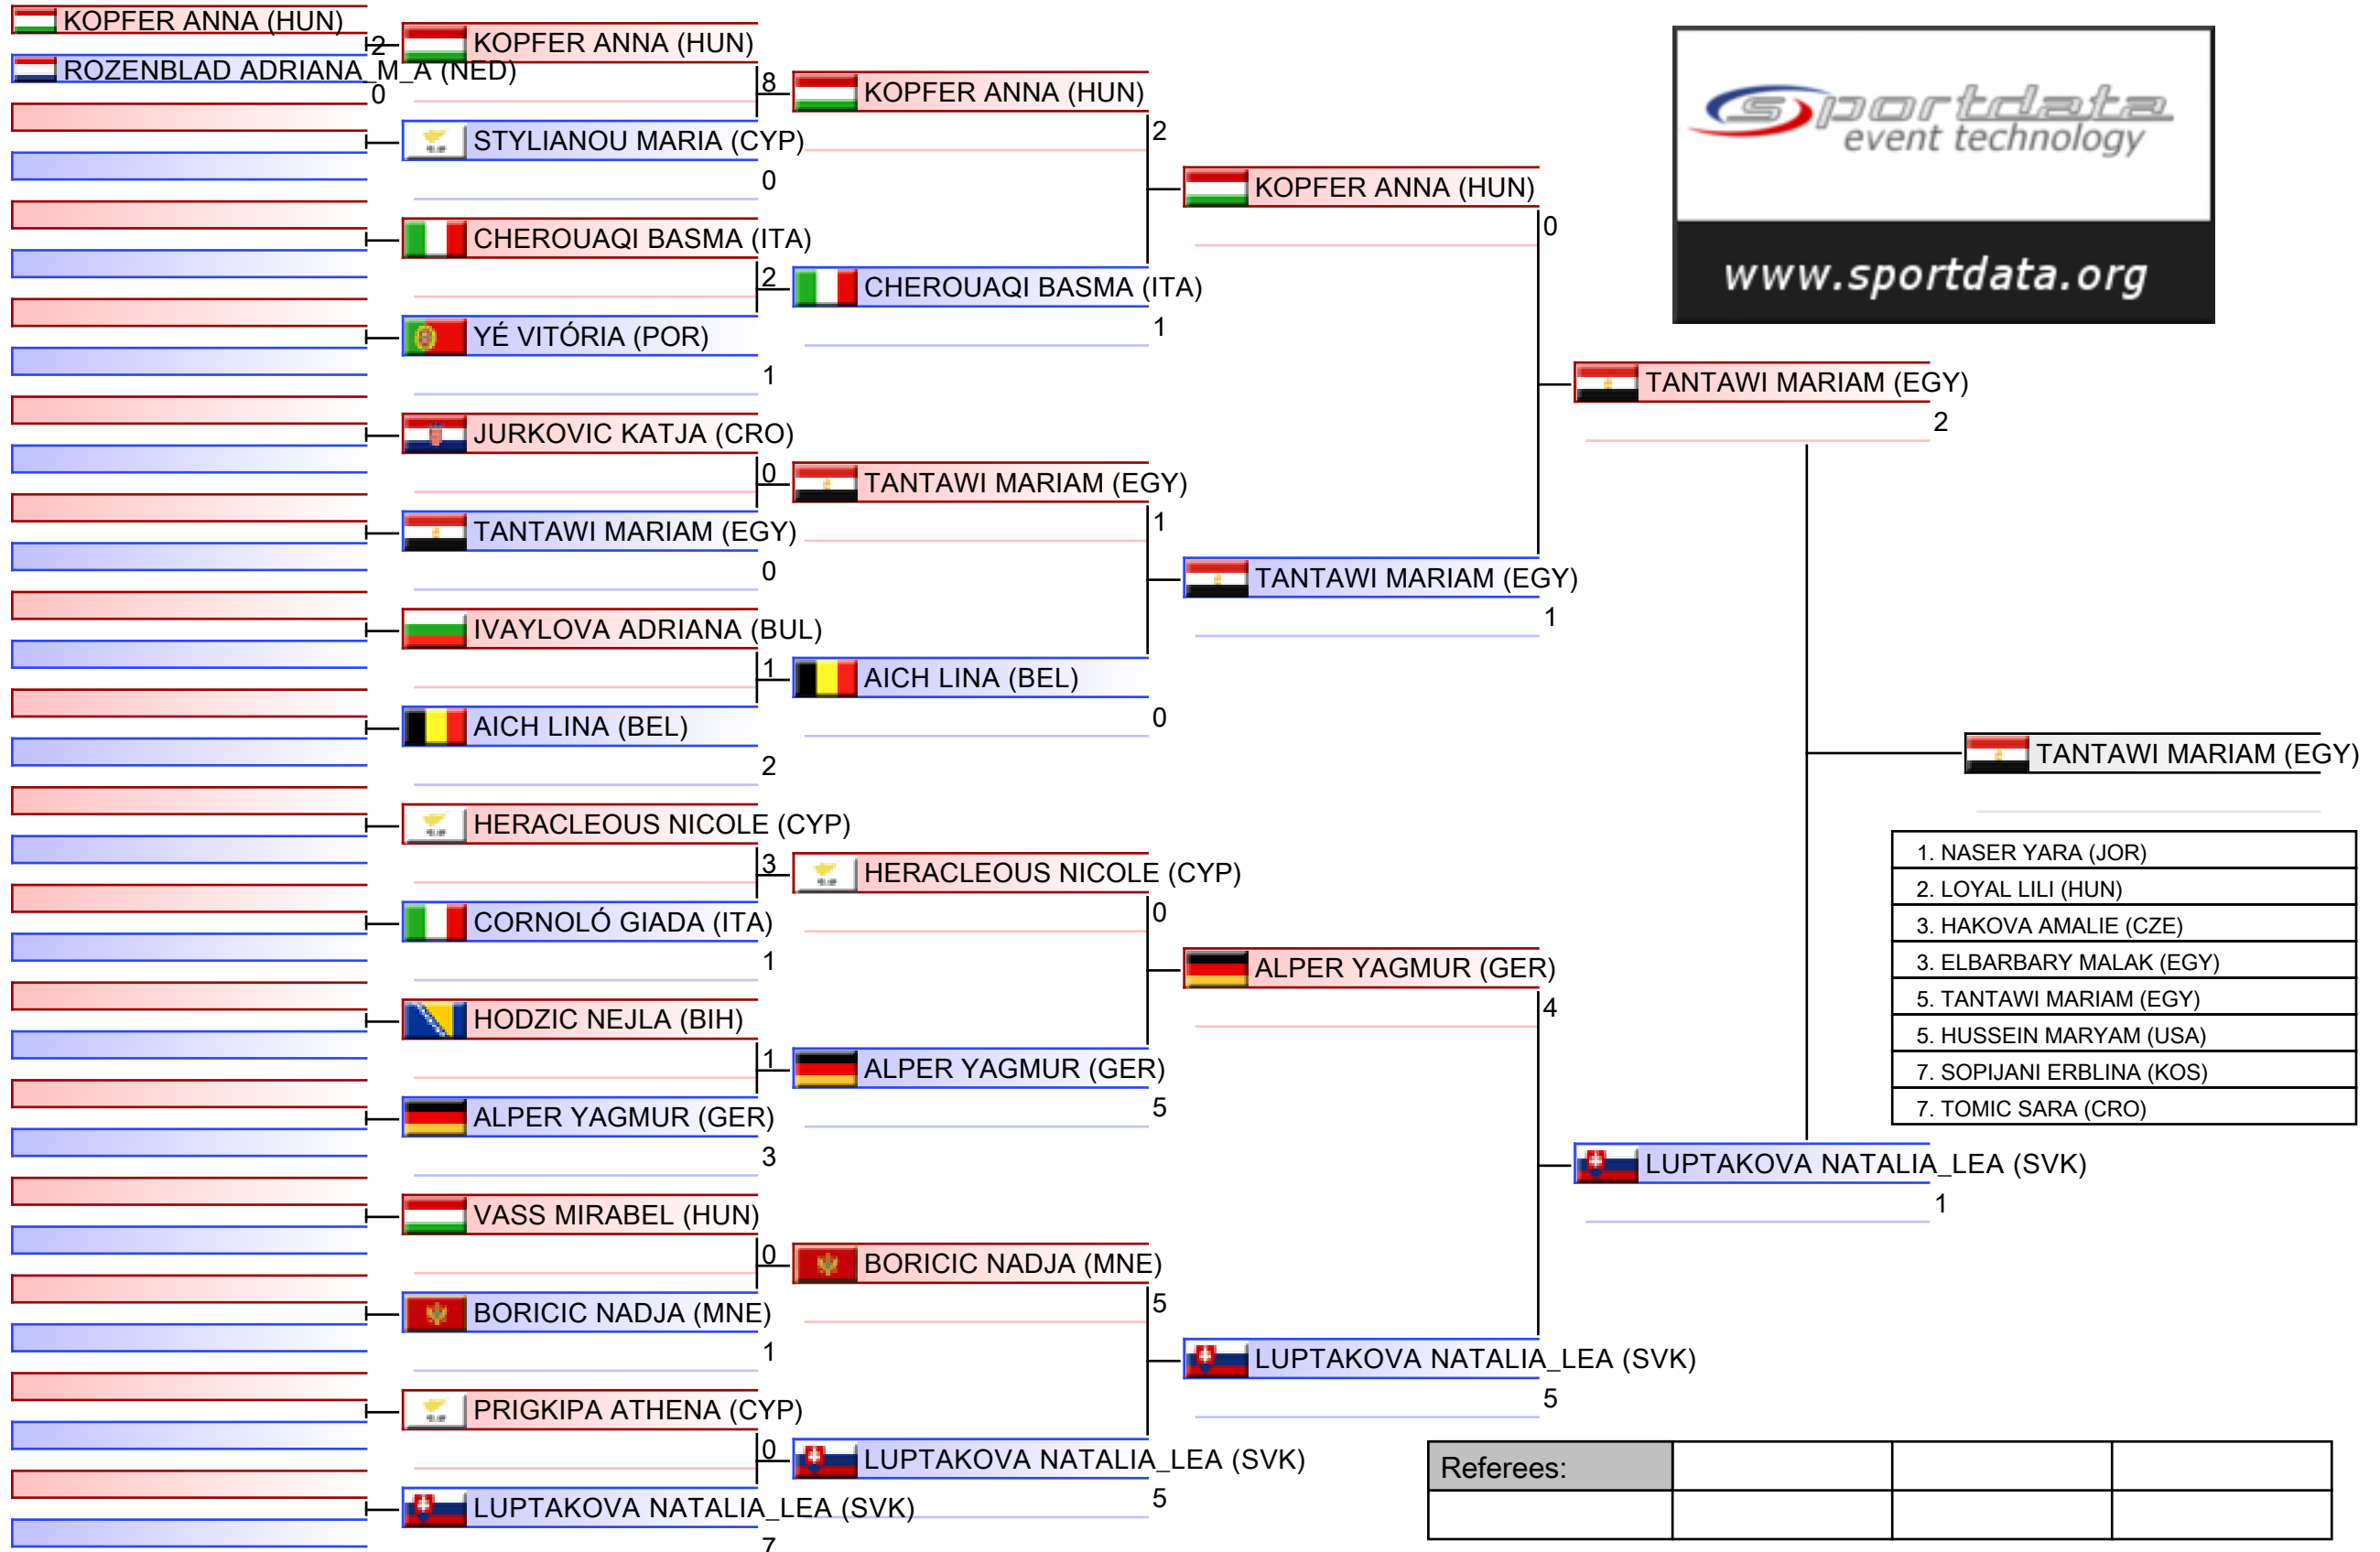 KOPFER ANNA (HUN)
2
ROZENBLAD ADRIANA_M_A (NED)
0
KOPFER ANNA (HUN)
8
STYLIANOU MARIA (CYP)
0
CHEROUAQI BASMA (ITA)
2
YÉ VITÓRIA (POR)
1
JURKOVIC KATJA (CRO)
0
TANTAWI MARIAM (EGY)
0
IVAYLOVA ADRIANA (BUL)
1
AICH LINA (BEL)
2
HERACLEOUS NICOLE (CYP)
3
CORNOLÓ GIADA (ITA)
1
HODZIC NEJLA (BIH)
1
ALPER YAGMUR (GER)
3
VASS MIRABEL (HUN)
0
BORICIC NADJA (MNE)
1
PRIGKIPA ATHENA (CYP)
0
LUPTAKOVA NATALIA_LEA (SVK)
7
KOPFER ANNA (HUN)
2
CHEROUAQI BASMA (ITA)
1
TANTAWI MARIAM (EGY)
1
AICH LINA (BEL)
0
HERACLEOUS NICOLE (CYP)
0
ALPER YAGMUR (GER)
5
BORICIC NADJA (MNE)
5
LUPTAKOVA NATALIA_LEA (SVK)
5
KOPFER ANNA (HUN)
0
TANTAWI MARIAM (EGY)
1
ALPER YAGMUR (GER)
4
LUPTAKOVA NATALIA_LEA (SVK)
5
TANTAWI MARIAM (EGY)
2
LUPTAKOVA NATALIA_LEA (SVK)
1
TANTAWI MARIAM (EGY)
sportdata
event technology
www.sportdata.org
1. NASER YARA (JOR)
2. LOYAL LILI (HUN)
3. HAKOVA AMALIE (CZE)
3. ELBARBARY MALAK (EGY)
5. TANTAWI MARIAM (EGY)
5. HUSSEIN MARYAM (USA)
7. SOPIJANI ERBLINA (KOS)
7. TOMIC SARA (CRO)
Referees: